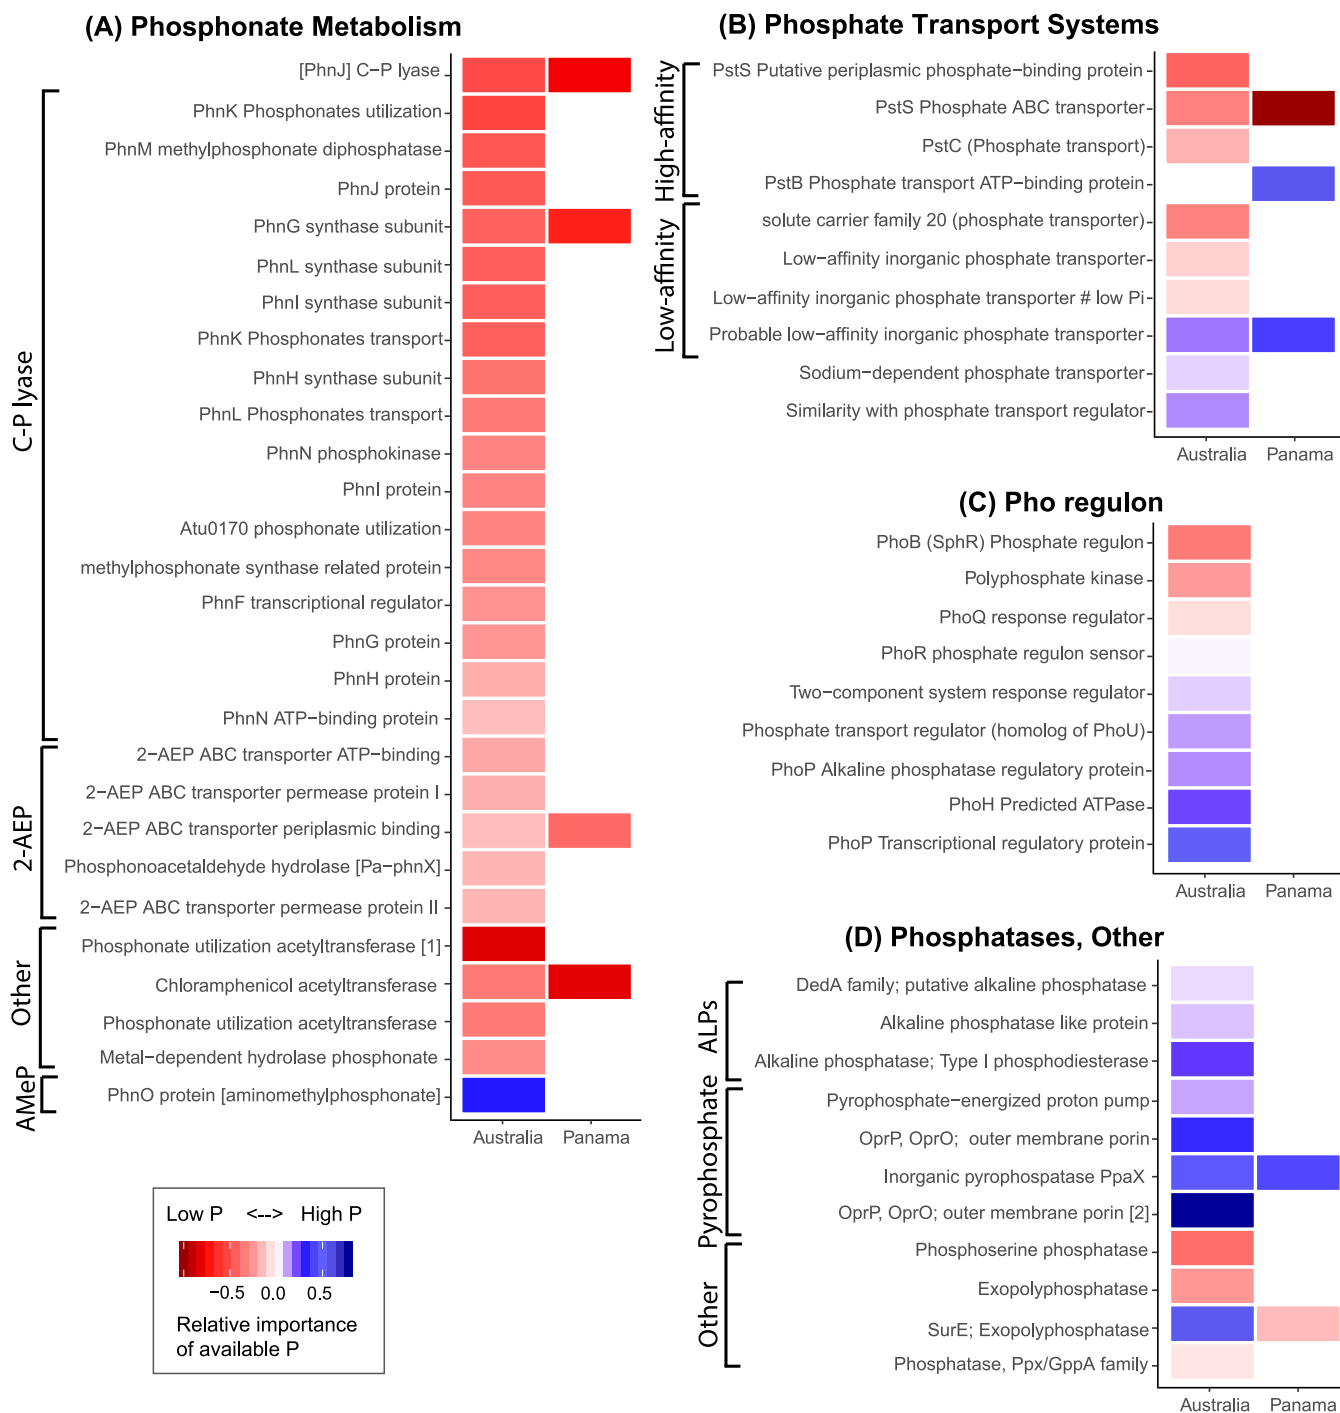 (A) Phosphonate Metabolism
[PhnJ] C−P lyase
PhnK Phosphonates utilization
PhnM methylphosphonate diphosphatase
PhnJ protein
PhnG synthase subunit
PhnL synthase subunit
PhnI synthase subunit
PhnK Phosphonates transport
PhnH synthase subunit
PhnL Phosphonates transport
PhnN phosphokinase
PhnI protein
Atu0170 phosphonate utilization
methylphosphonate synthase related protein
PhnF transcriptional regulator
PhnG protein
PhnH protein
PhnN ATP−binding protein
2−AEP ABC transporter ATP−binding
2−AEP ABC transporter permease protein I
2−AEP ABC transporter periplasmic binding
Phosphonoacetaldehyde hydrolase [Pa−phnX]
2−AEP ABC transporter permease protein II
Phosphonate utilization acetyltransferase [1]
Chloramphenicol acetyltransferase
Phosphonate utilization acetyltransferase
Metal−dependent hydrolase phosphonate
PhnO protein [aminomethylphosphonate]
C-P lyase
2-AEP
Other
AMeP
Australia Panama
Low P <--> High P
−0.5 0.0 0.5
Relative importance
of available P
(B) Phosphate Transport Systems
PstS Putative periplasmic phosphate−binding protein
PstS Phosphate ABC transporter
PstC (Phosphate transport)
PstB Phosphate transport ATP−binding protein
solute carrier family 20 (phosphate transporter)
Low−affinity inorganic phosphate transporter
Low−affinity inorganic phosphate transporter # low Pi
Probable low−affinity inorganic phosphate transporter
Sodium−dependent phosphate transporter
Similarity with phosphate transport regulator
High-affinity
Low-affinity
Australia Panama
(C) Pho regulon
PhoB (SphR) Phosphate regulon
Polyphosphate kinase
PhoQ response regulator
PhoR phosphate regulon sensor
Two−component system response regulator
Phosphate transport regulator (homolog of PhoU)
PhoP Alkaline phosphatase regulatory protein
PhoH Predicted ATPase
PhoP Transcriptional regulatory protein
Australia Panama
(D) Phosphatases, Other
DedA family; putative alkaline phosphatase
Alkaline phosphatase like protein
Alkaline phosphatase; Type I phosphodiesterase
Pyrophosphate−energized proton pump
OprP, OprO; outer membrane porin
Inorganic pyrophospatase PpaX
OprP, OprO; outer membrane porin [2]
Phosphoserine phosphatase
Exopolyphosphatase
SurE; Exopolyphosphatase
Phosphatase, Ppx/GppA family
ALPs
Pyrophosphate
Other
Australia Panama